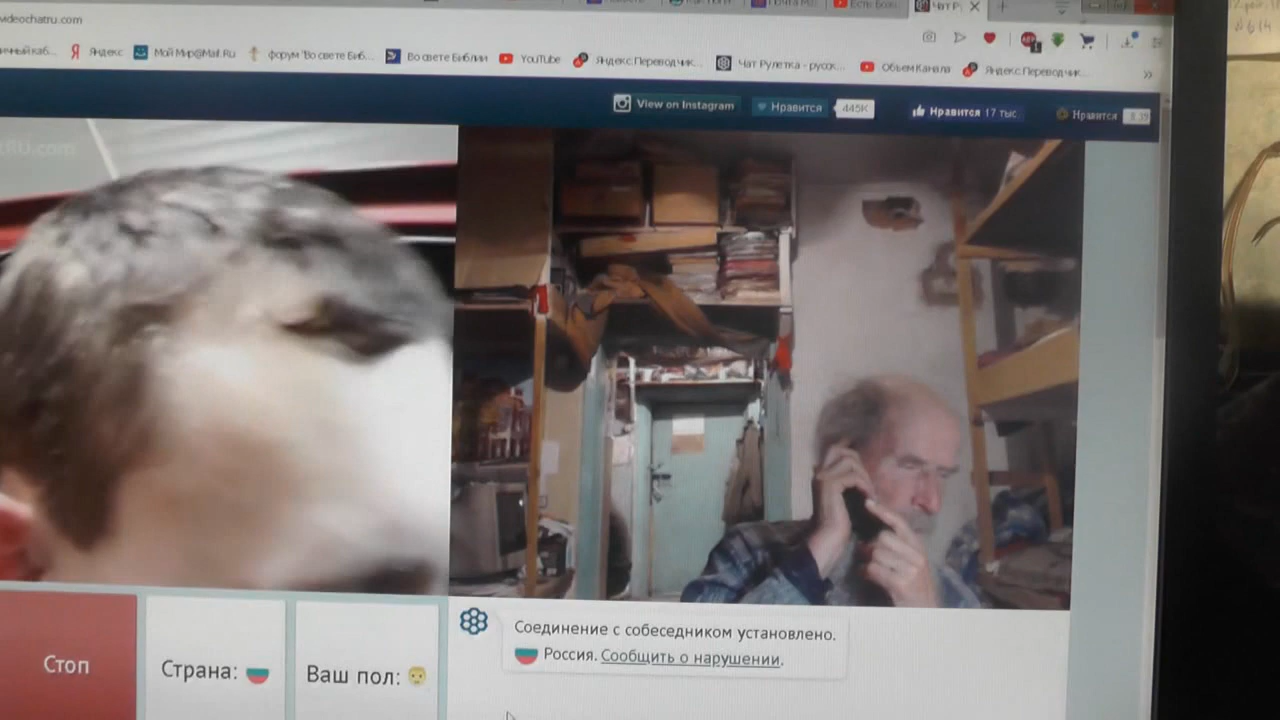 videochatru.com
Яндекс
Мой Мир@Mail.Ru
форум 'Во свете Биб...
Во свете Библии
YouTube
Яндекс.Переводчик...
Чат Рулетка - русск...
Объем Канала
Яндекс.Переводчик...
»
View on Instagram
Нравится
445K
Нравится 17 тыс.
Нравится
Соединение с собеседником установлено.
Россия. Сообщить о нарушении.
Стоп
Страна:
Ваш пол: